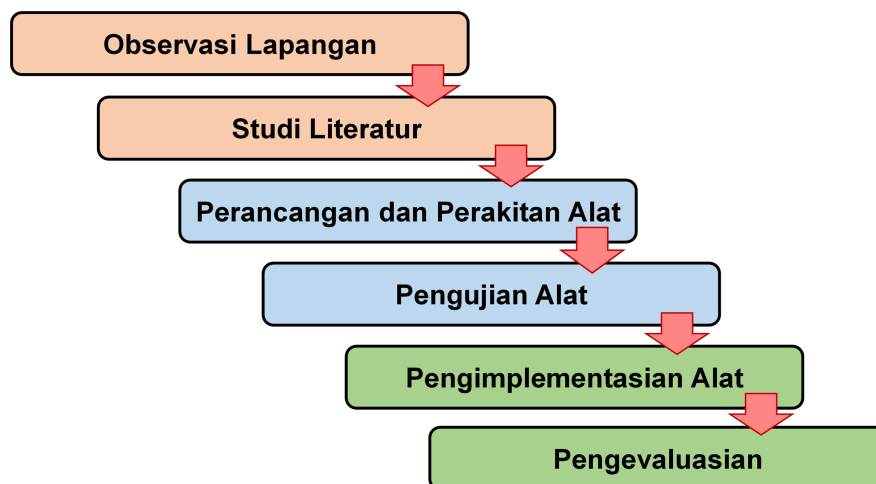 Observasi Lapangan
Studi Literatur
Perancangan dan Perakitan Alat
Pengujian Alat
Pengimplementasian Alat
Pengevaluasian